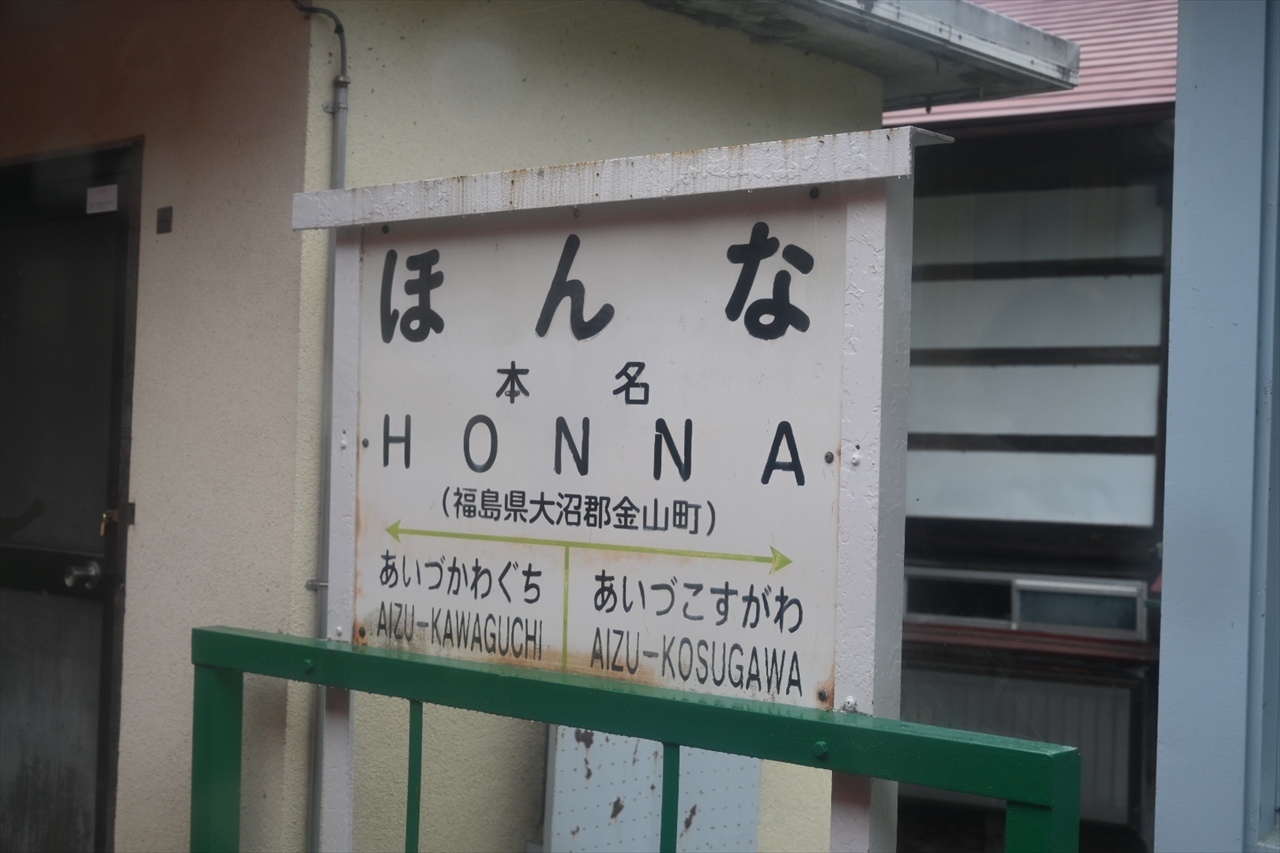 ほんな
本名
HONNA
(福島県大沼郡金山町)
あいづかわぐち あいづこすがわ
AIZU-KAWAGUCHI AIZU-KOSUGAWA